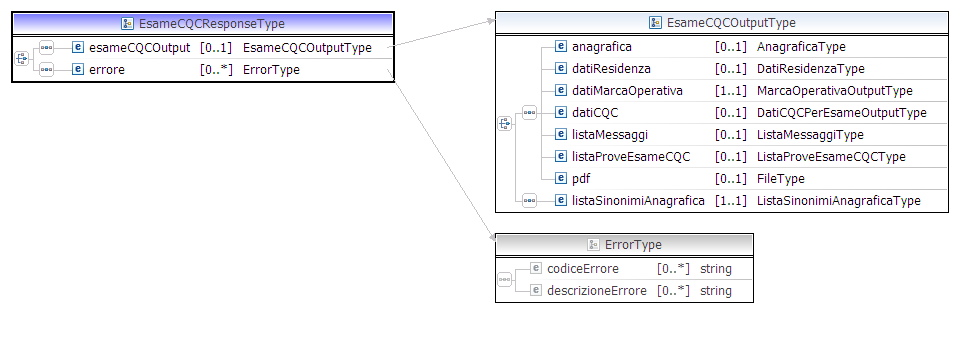 EsameCQCResponseType
esameCQCOutput [0..1] EsameCQCOutputType
errore [0..*] ErrorType
EsameCQCOutputType
anagrafica [0..1] AnagraficaType
datiResidenza [0..1] DatiResidenzaType
datiMarcaOperativa [1..1] MarcaOperativaOutputType
datiCQC [0..1] DatiCQCPerEsameOutputType
listaMessaggi [0..1] ListaMessaggiType
listaProveEsameCQC [0..1] ListaProveEsameCQCType
pdf [0..1] FileType
listaSinonimiAnagrafica [1..1] ListaSinonimiAnagraficaType
ErrorType
codiceErrore [0..*] string
descrizioneErrore [0..*] string